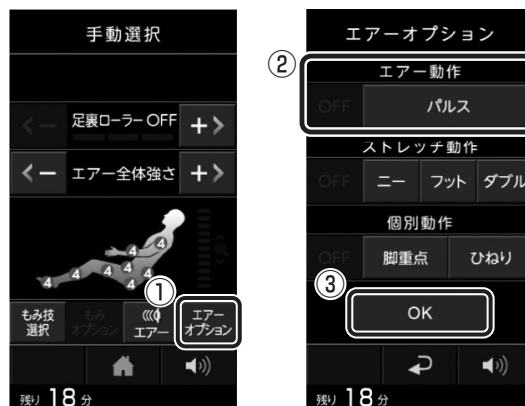 手動選択
足裏ローラーOFF
エアー全体強さ
4
4
4
4
4
4
4
4
①
もみ技
選択
もみ
オプション
エアー
エアー
オプション
残り 18 分
エアーオプション
②
エアー動作
OFF パルス
ストレッチ動作
OFF ニー フット ダブル
個別動作
OFF 脚重点 ひねり
③
OK
残り 18 分